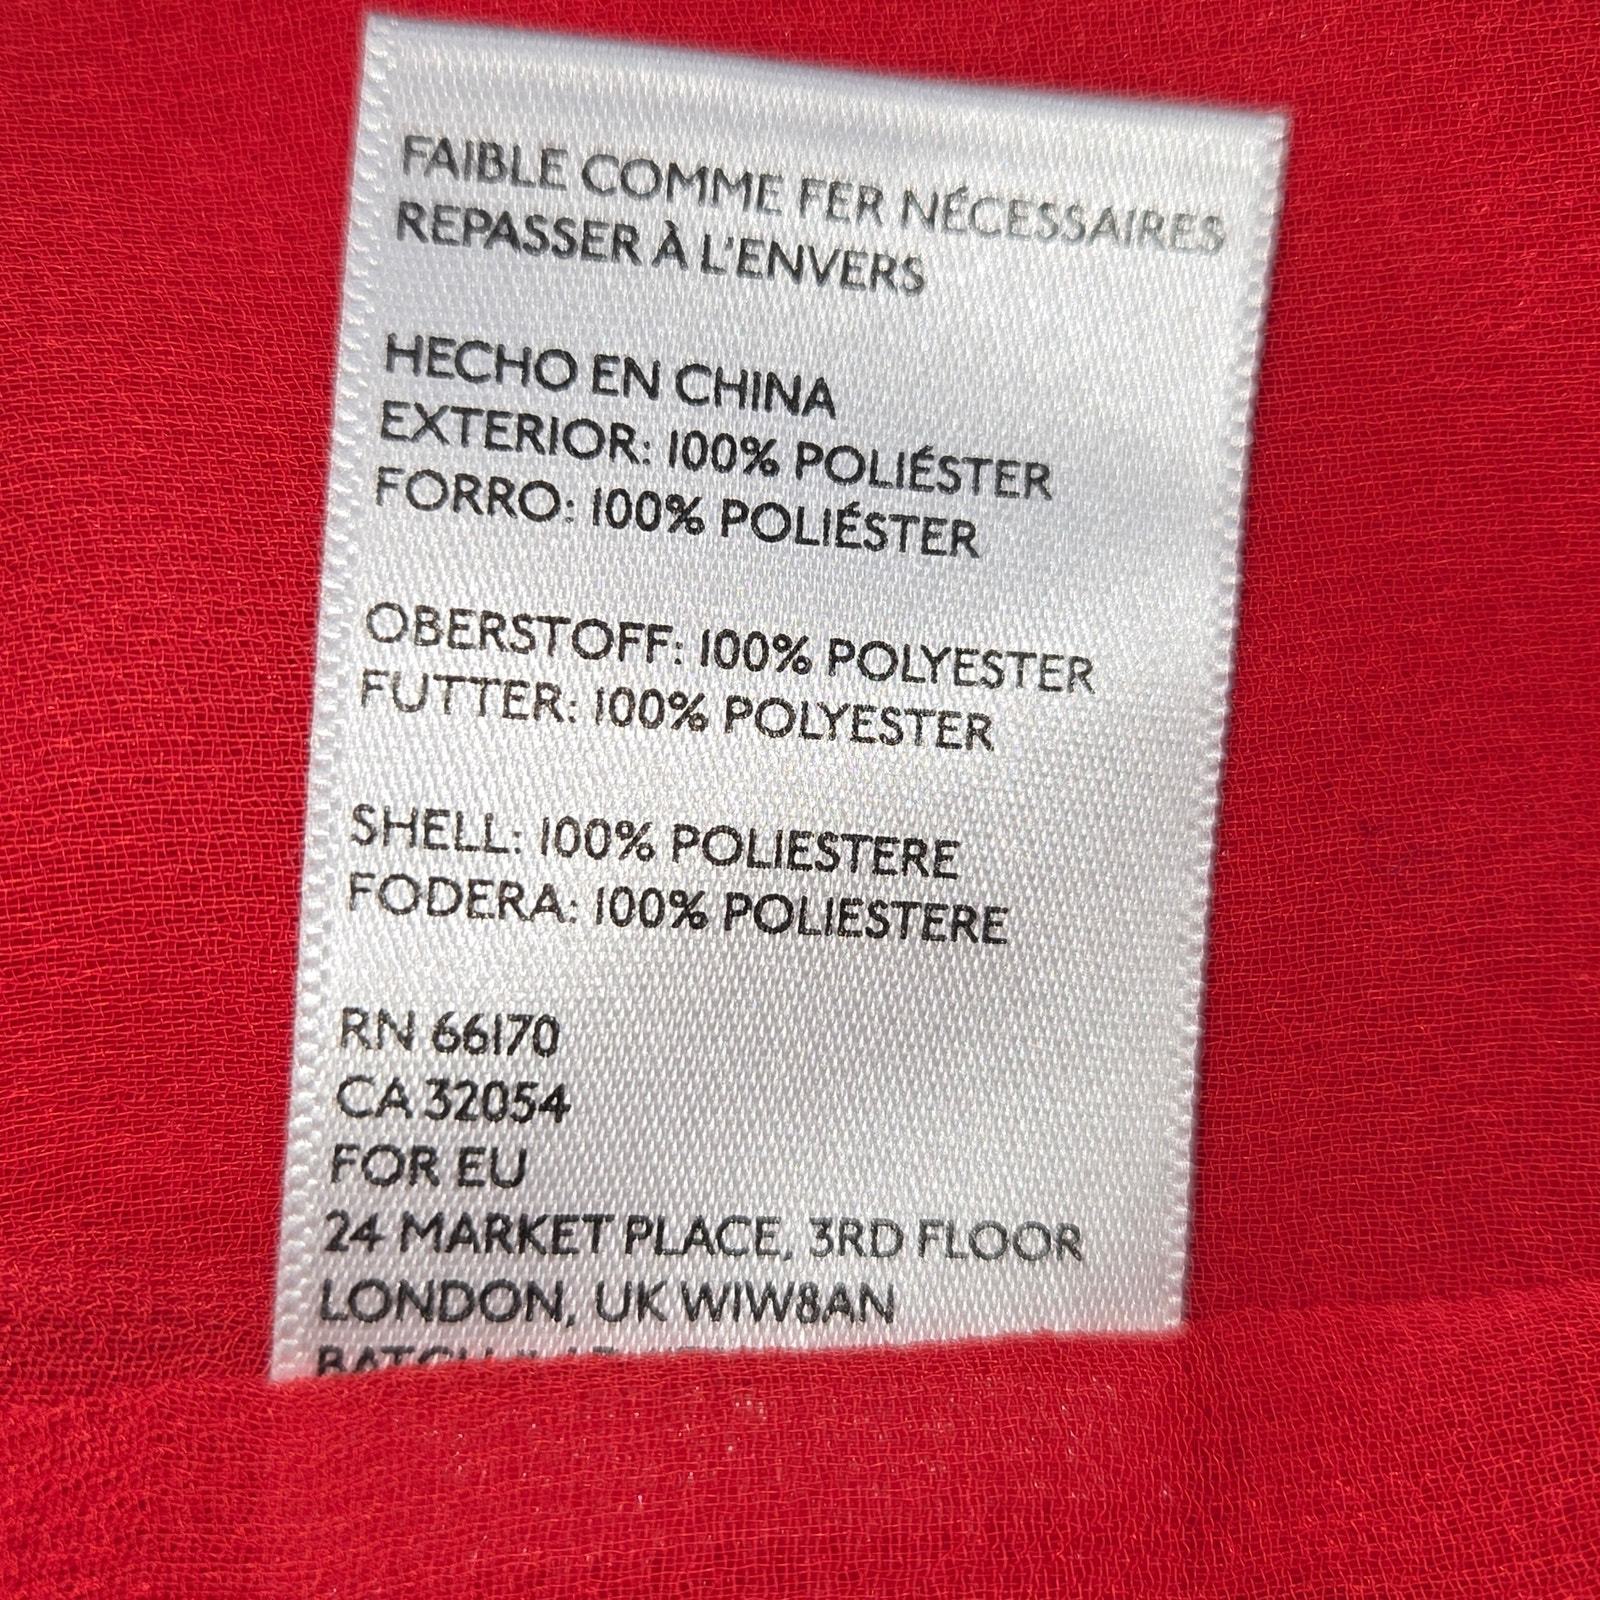 FAIBLE COMME FER NÉCESSAIRES
REPASSER À L'ENVERS
HECHO EN CHINA
EXTERIOR: 100% POLIÉSTER
FORRO: 100% POLIÉSTER
OBERSTOFF: 100% POLYESTER
FUTTER: 100% POLYESTER
SHELL: 100% POLIESTERE
FODERA: 100% POLIESTERE
RN 66170
CA 32054
FOR EU
24 MARKET PLACE, 3RD FLOOR
LONDON, UK W1W8AN
BATCH